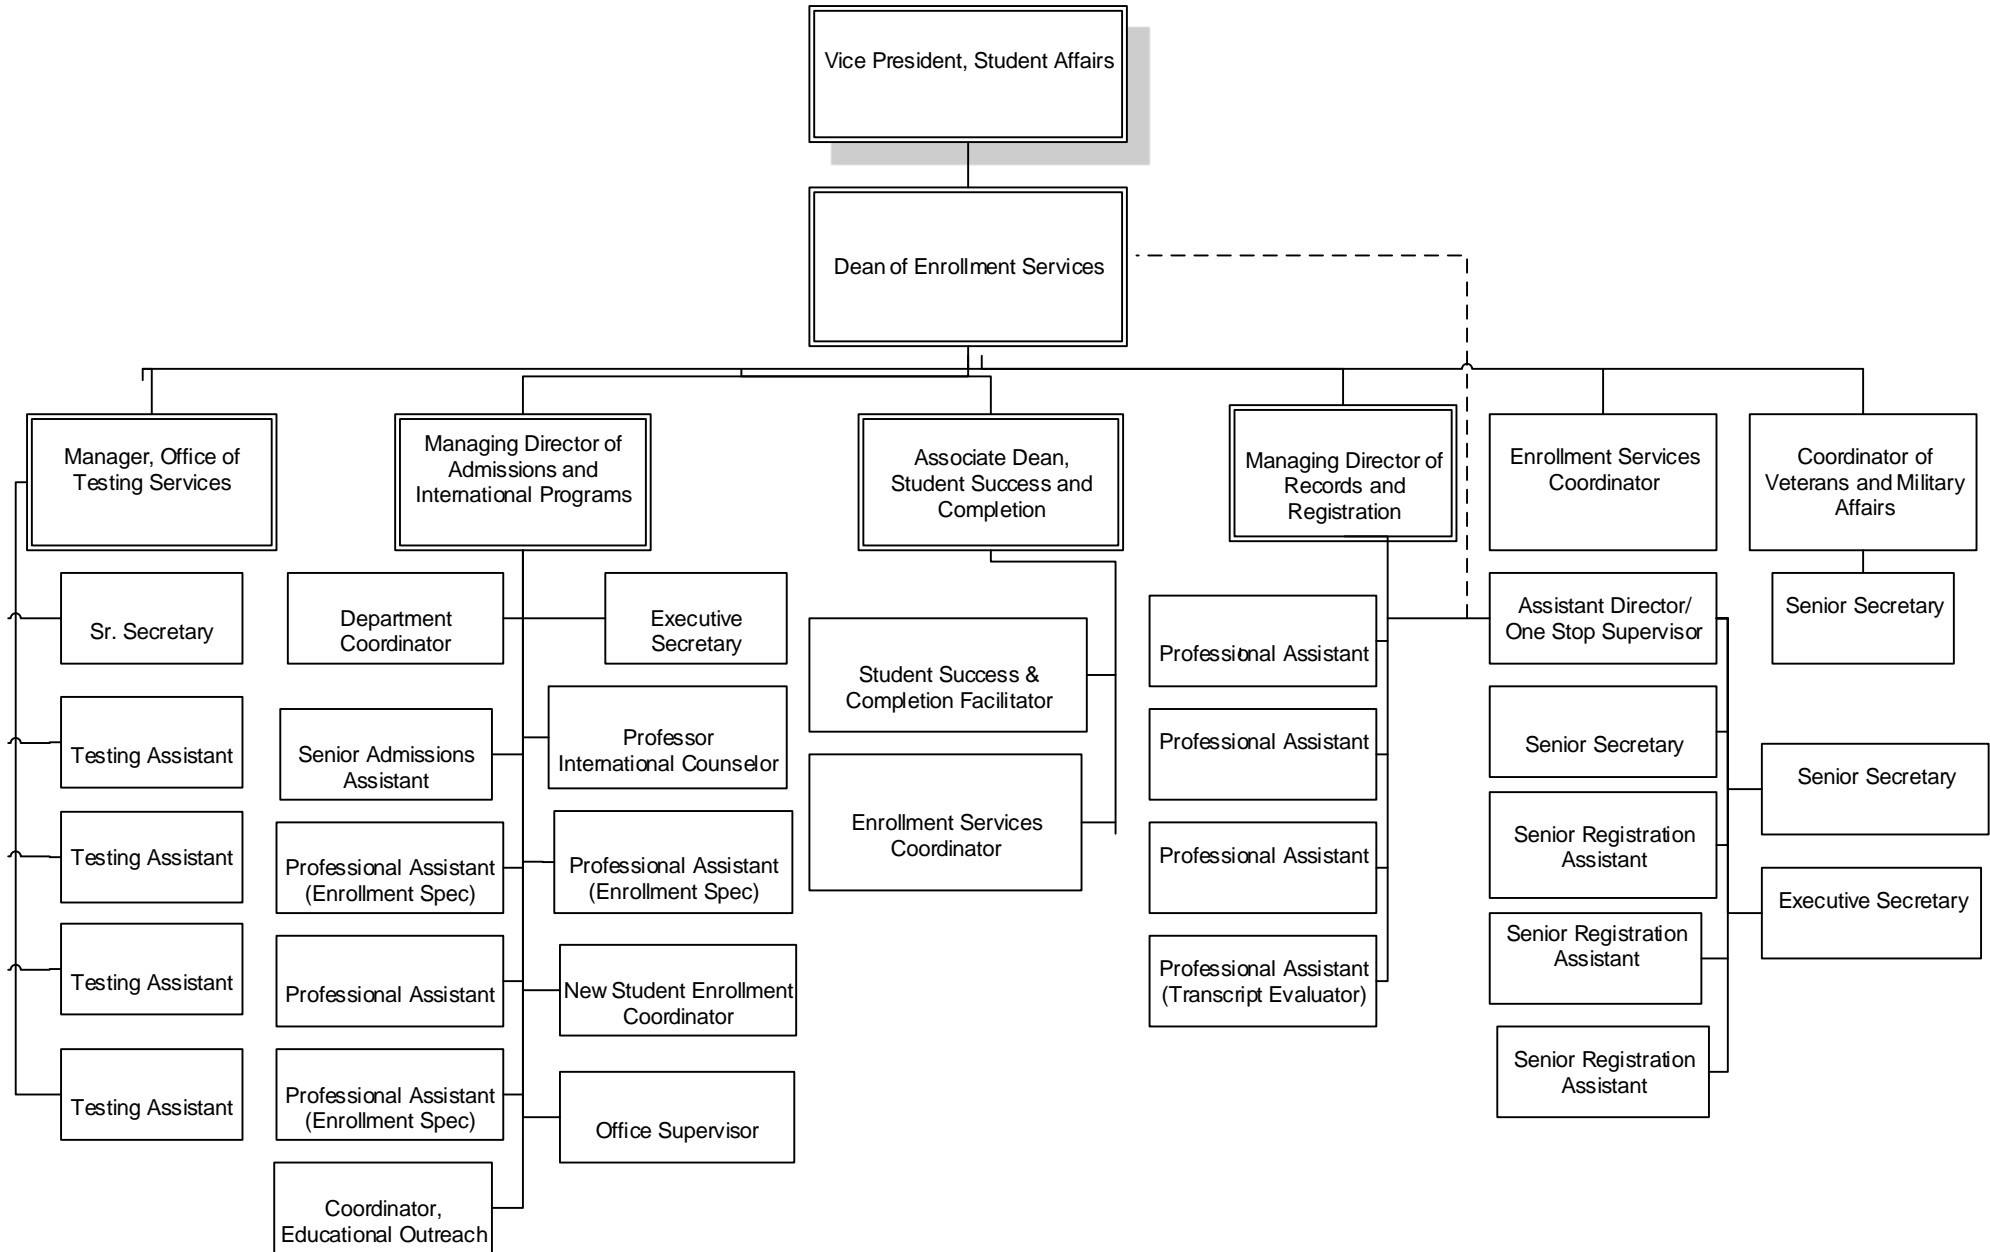 Vice President, Student Affairs
Dean of Enrollment Services
Manager, Office of
Testing Services
Managing Director of
Admissions and
International Programs
Associate Dean,
Student Success and
Completion
Managing Director of
Records and
Registration
Enrollment Services
Coordinator
Coordinator of
Veterans and Military
Affairs
Sr. Secretary
Testing Assistant
Testing Assistant
Testing Assistant
Testing Assistant
Department
Coordinator
Executive
Secretary
Senior Admissions
Assistant
Professor
International Counselor
Professional Assistant
(Enrollment Spec)
Professional Assistant
(Enrollment Spec)
Professional Assistant
New Student Enrollment
Coordinator
Professional Assistant
(Enrollment Spec)
Office Supervisor
Coordinator,
Educational Outreach
Student Success &
Completion Facilitator
Enrollment Services
Coordinator
Professional Assistant
Professional Assistant
Professional Assistant
Professional Assistant
(Transcript Evaluator)
Assistant Director/
One Stop Supervisor
Senior Secretary
Senior Registration
Assistant
Senior Registration
Assistant
Senior Registration
Assistant
Senior Secretary
Senior Secretary
Executive Secretary